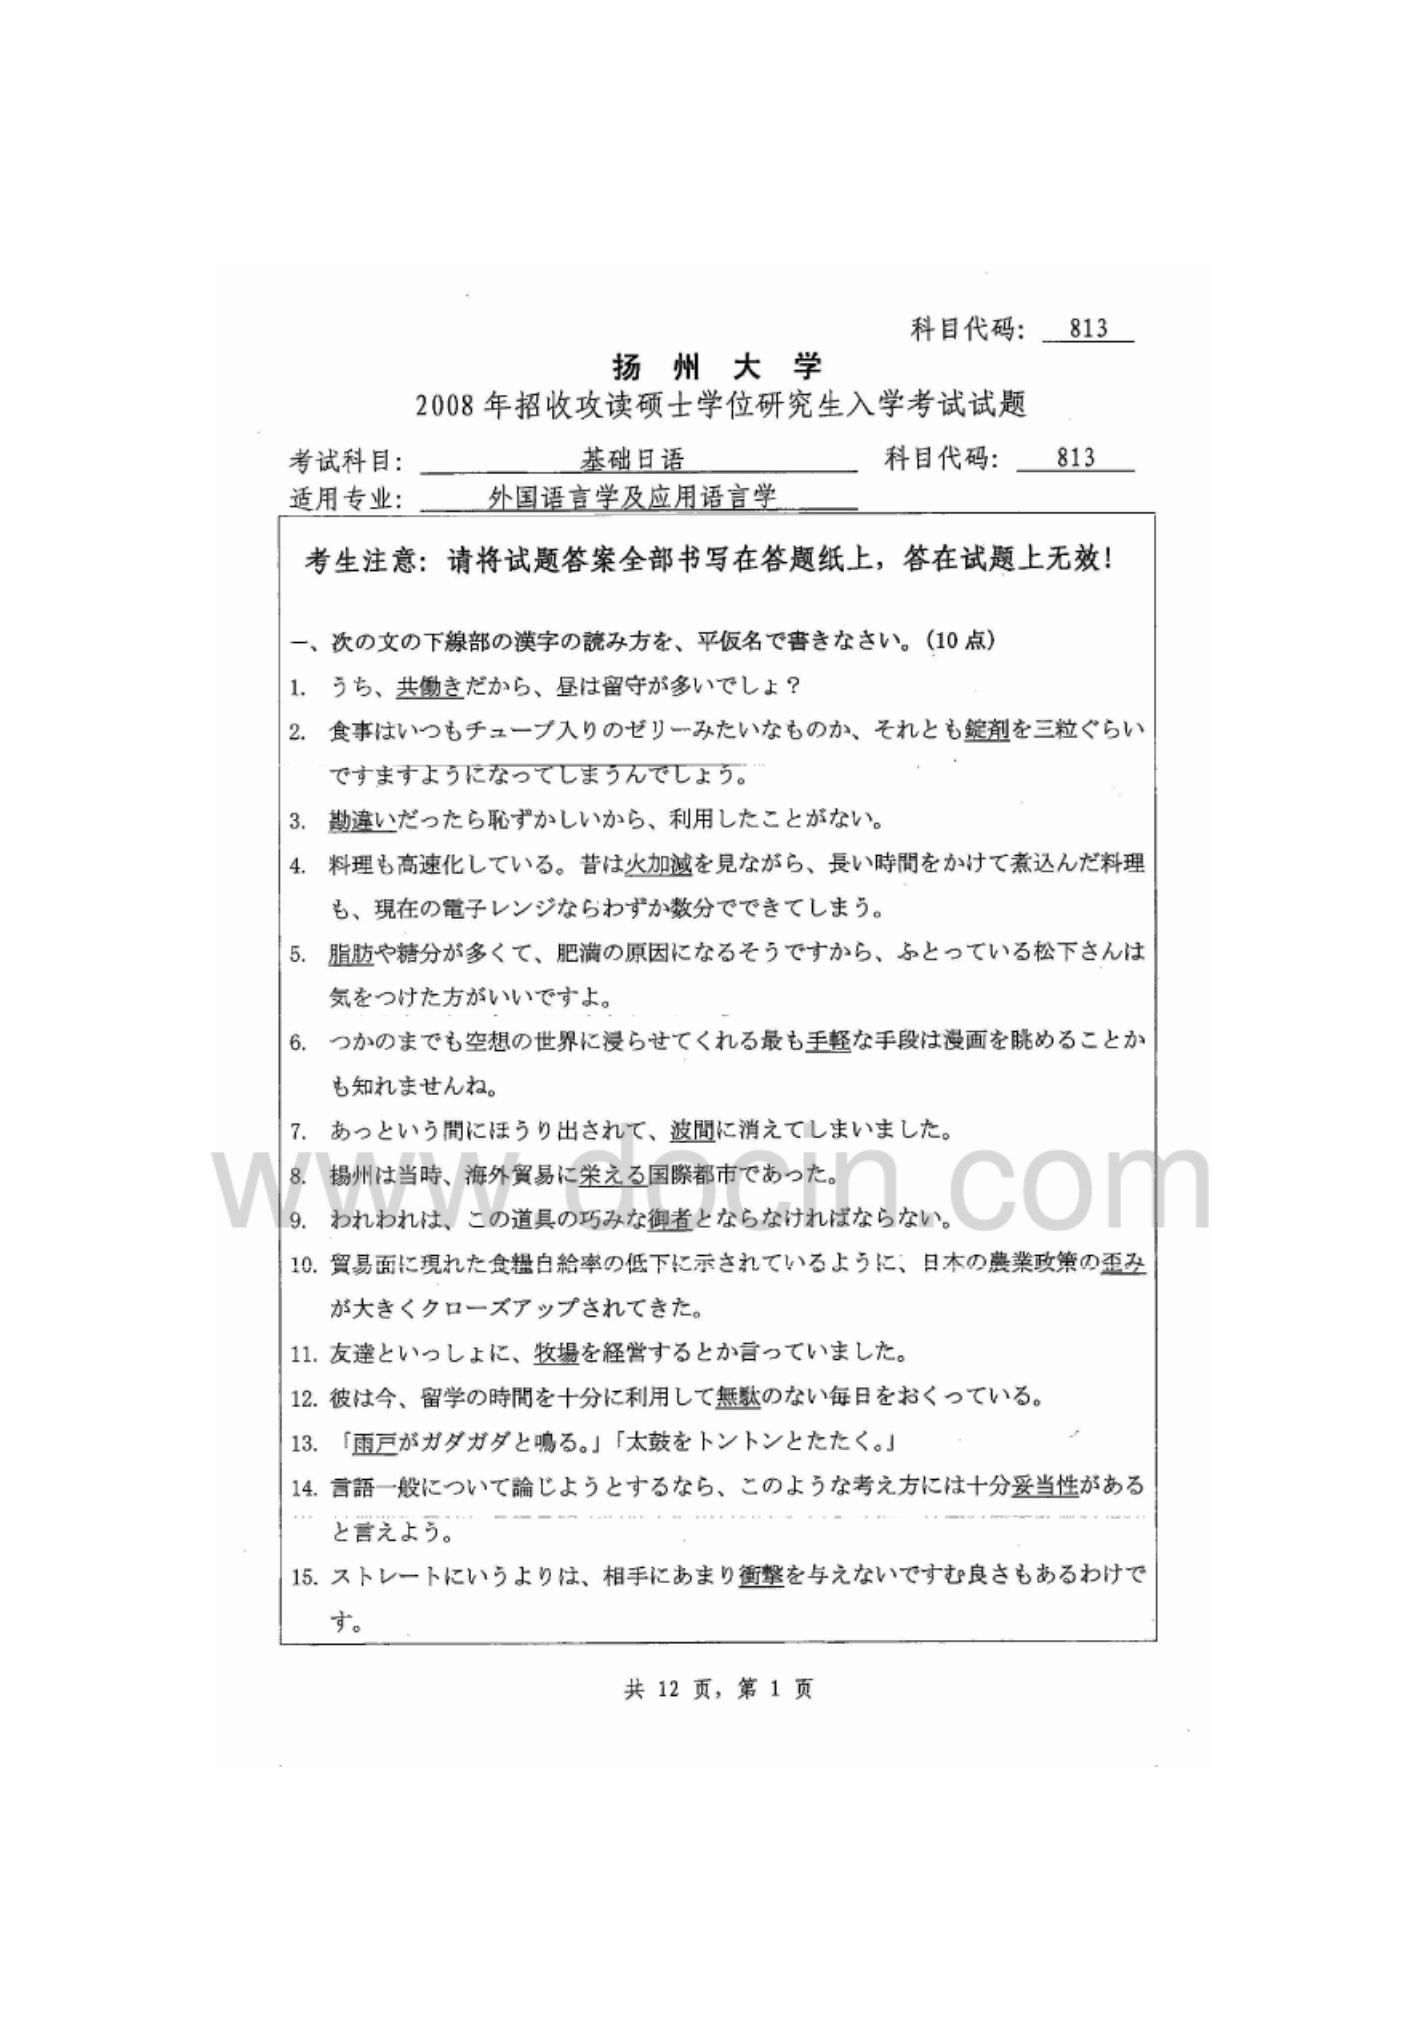 科目代码: 813
扬 州 大 学
2008 年招收攻读硕士学位研究生入学考试试题
考试科目: 基础日语 科目代码: 813
适用专业: 外国语言学及应用语言学
考生注意: 请将试题答案全部书写在答题纸上, 答在试题上无效!
一、次の文の下線部の漢字の読み方を、平仮名で書きなさい。(10 点)
1. うち、共働きだから、昼は留守が多いでしょ？
2. 食事はいつもチューブ入りのゼリーみたいなものか、それとも錠剤を三粒ぐらい
ですますようになってしまうんでしょう。
3. 勘違いだったら恥ずかしいから、利用したことがない。
4. 料理も高速化している。昔は火加減を見ながら、長い時間をかけて煮込んだ料理
も、現在の電子レンジならわずか数分でできてしまう。
5. 脂肪や糖分が多くて、肥満の原因になるそうですから、ふとっている松下さんは
気をつけた方がいいですよ。
6. つかのまでも空想の世界に浸らせてくれる最も手軽な手段は漫画を眺めることか
も知れませんね。
7. あっという間にほうり出されて、波間に消えてしまいました。
8. 揚州は当時、海外貿易に栄える国際都市であった。
9. われわれは、この道具の巧みな御者とならなければならない。
10. 貿易面に現れた食糧自給率の低下に示されているように、日本の農業政策の歪み
が大きくクローズアップされてきた。
11. 友達といっしょに、牧場を経営するとか言っていました。
12. 彼は今、留学の時間を十分に利用して無駄のない毎日をおくっている。
13. 「雨戸がガダガダと鳴る。」「太鼓をトントンとたたく。」
14. 言語一般について論じようとするなら、このような考え方には十分妥当性がある
と言えよう。
15. ストレートにいうよりは、相手にあまり衝撃を与えないですむ良さもあるわけで
す。
共 12 页, 第 1 页
www.docin.com